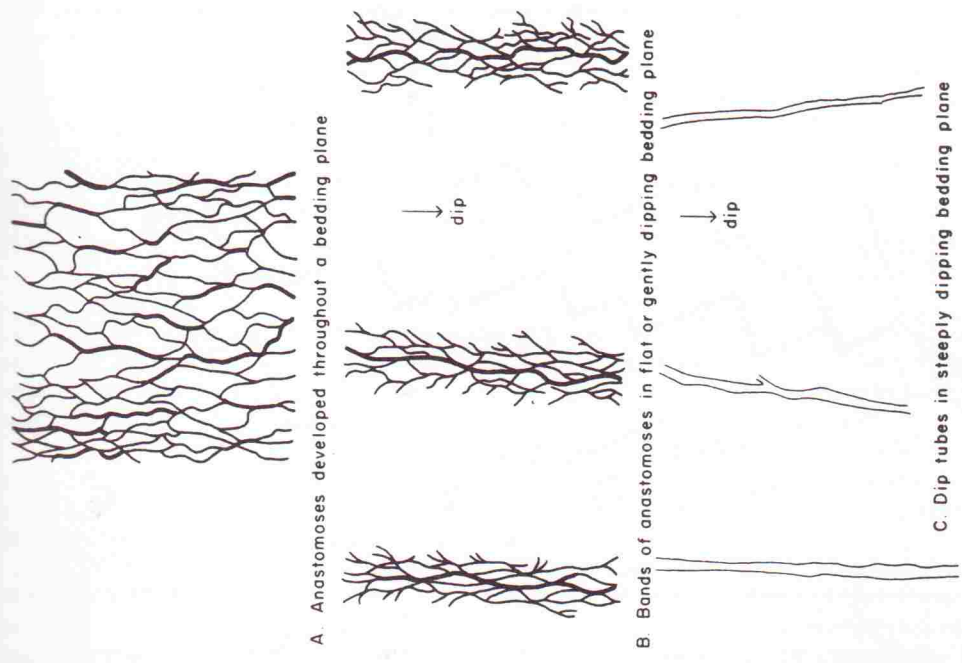 A. Anastomoses developed throughout a bedding plane
dip
B. Bands of anastomoses in flat or gently dipping bedding plane
dip
C. Dip tubes in steeply dipping bedding plane